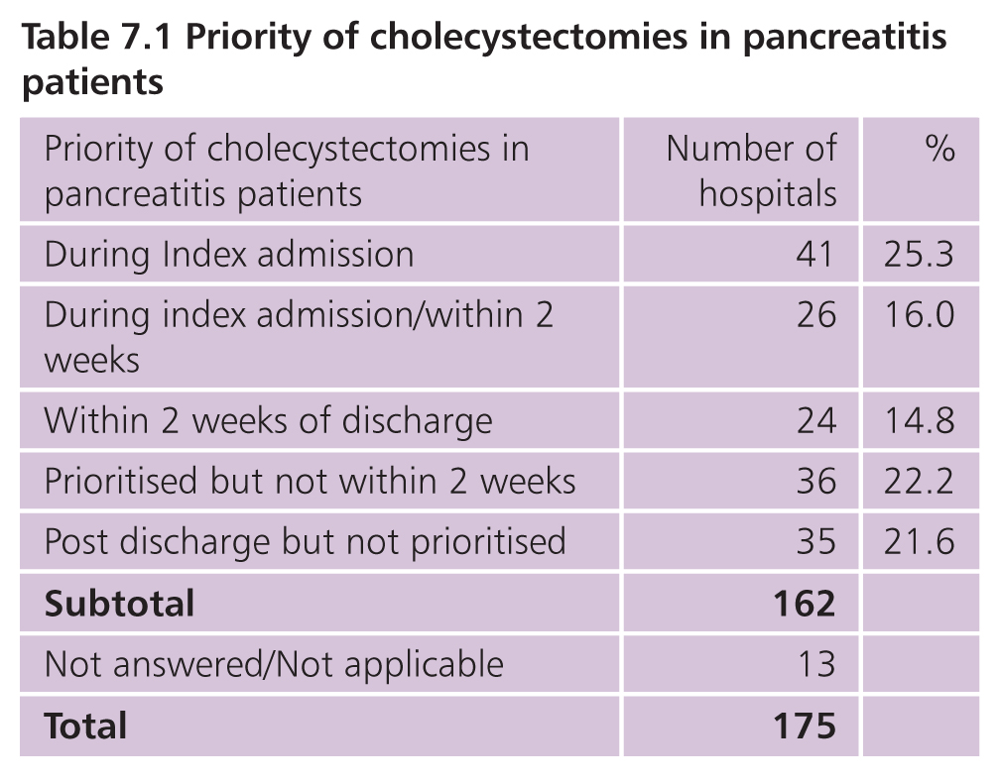 Table 7.1 Priority of cholecystectomies in pancreatitis
patients
Priority of cholecystectomies in
pancreatitis patients
Number of
hospitals
%
During Index admission 41 25.3
During index admission/within 2
weeks
26 16.0
Within 2 weeks of discharge 24 14.8
Prioritised but not within 2 weeks 36 22.2
Post discharge but not prioritised 35 21.6
Subtotal 162
Not answered/Not applicable 13
Total 175